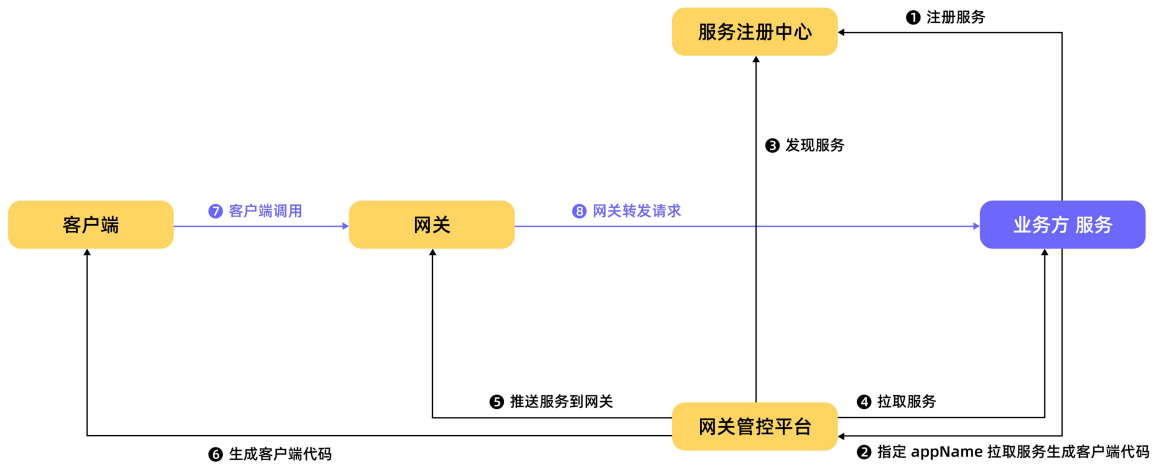 ❶ 注册服务
服务注册中心
❸ 发现服务
❼ 客户端调用
❽ 网关转发请求
客户端
网关
业务方 服务
❺ 推送服务到网关
❹ 拉取服务
网关管控平台
❻ 生成客户端代码
❷ 指定 appName 拉取服务生成客户端代码